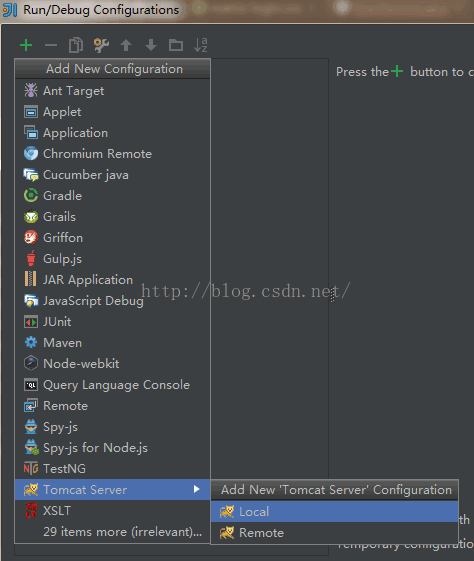 Run/Debug Configurations
Add New Configuration
Press the + button to c
Ant Target
Applet
Application
Chromium Remote
Cucumber java
Gradle
Grails
Griffon
Gulp.js
JAR Application
http://blog.csdn.net/
JavaScript Debug
JUnit
Maven
Node-webkit
Query Language Console
Remote
Spy-js
Spy-js for Node.js
TestNG
Tomcat Server
Add New 'Tomcat Server' Configuration
XSLT
Local
29 items more (irrelevant)...
Remote
Temporary configuratio